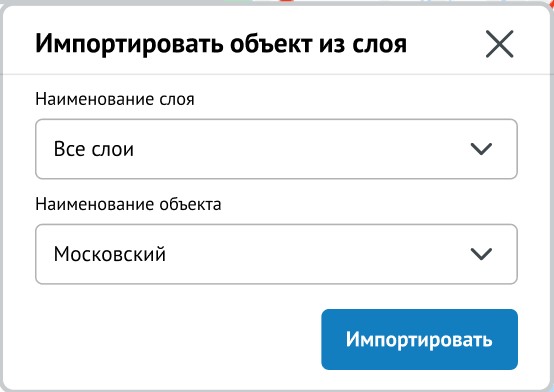 Импортировать объект из слоя
Наименование слоя
Все слои
Наименование объекта
Московский
Импортировать